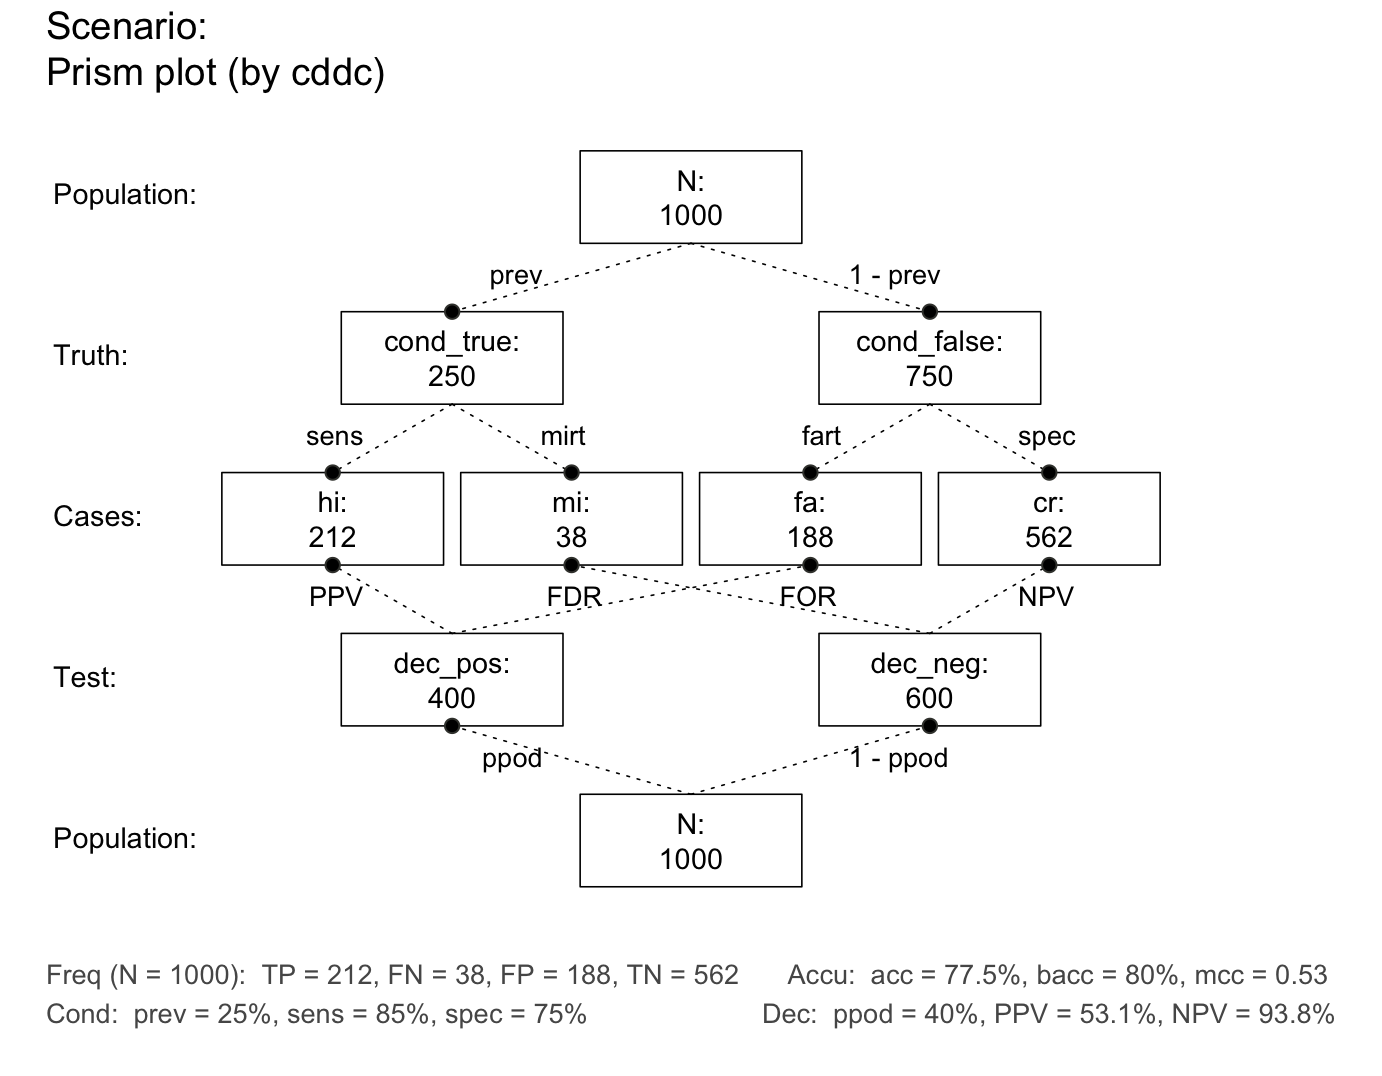 Scenario:
Prism plot (by cddc)
Population:
N:
1000
prev
1 - prev
Truth:
cond_true:
250
cond_false:
750
sens
mirt
fart
spec
Cases:
hi:
212
mi:
38
fa:
188
cr:
562
PPV
FDR
FOR
NPV
Test:
dec_pos:
400
dec_neg:
600
ppod
1 - ppod
Population:
N:
1000
Freq (N = 1000):  TP = 212, FN = 38, FP = 188, TN = 562
Accu:  acc = 77.5%, bacc = 80%, mcc = 0.53
Cond:  prev = 25%, sens = 85%, spec = 75%
Dec:  ppod = 40%, PPV = 53.1%, NPV = 93.8%